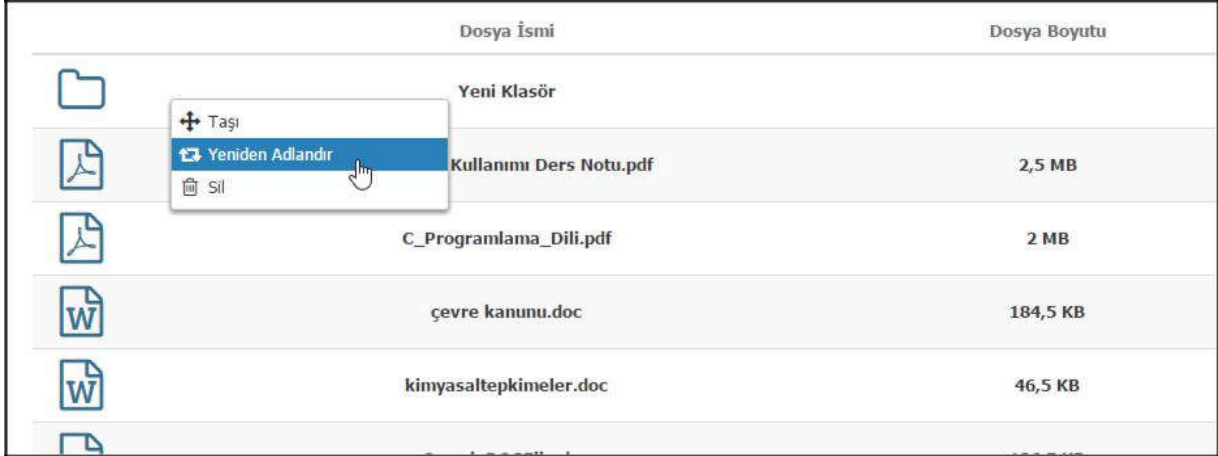 Dosya İsmi Dosya Boyutu
Yeni Klasör
Taşı
Yeniden Adlandır
Kullanımı Ders Notu.pdf 2,5 MB
Sil
C_Programlama_Dili.pdf 2 MB
çevre kanunu.doc 184,5 KB
kimyasaltepkimeler.doc 46,5 KB